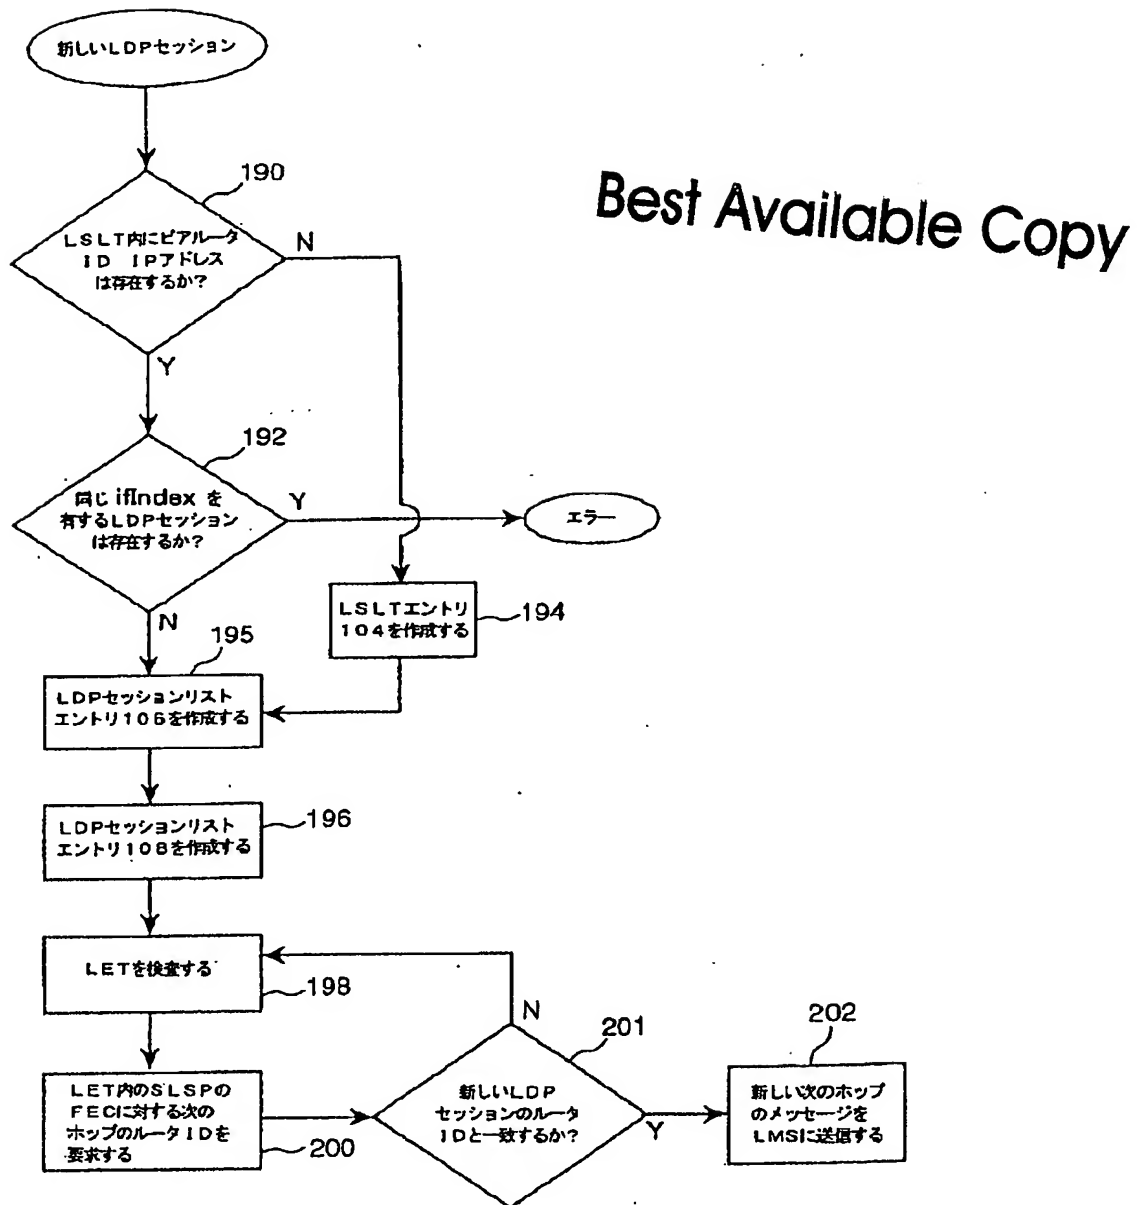 新しいLDPセッション
190
LSLT内にピアルータ
ID IPアドレス
は存在するか?
N
Y
Best Available Copy
192
同じ ifIndex を
有するLDPセッション
は存在するか?
Y
N
エラー
LSLTエントリ
104を作成する
194
195
LDPセッションリスト
エントリ106を作成する
LDPセッションリスト
エントリ108を作成する
196
LETを検査する
198
N
201
202
LET内のSLSPの
FECに対する次の
ホップのルータIDを
要求する
200
新しいLDP
セッションのルータ
IDと一致するか?
Y
新しい次のホップ
のメッセージを
LMSに送信する